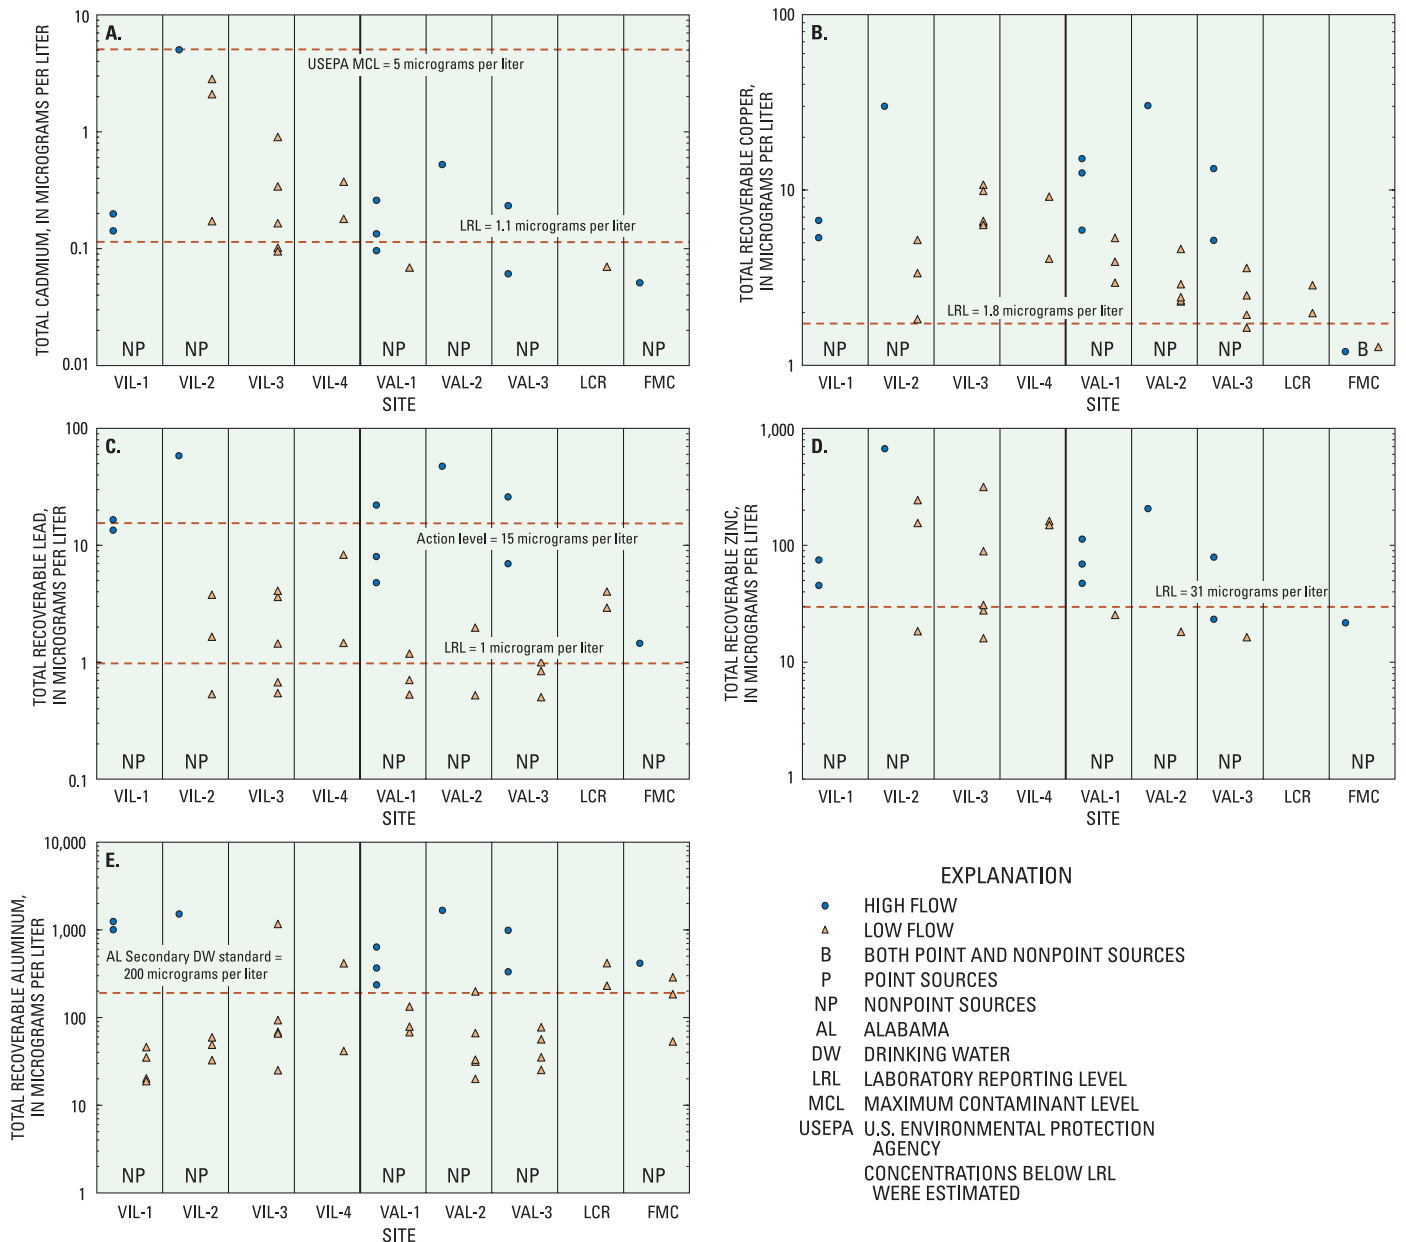 A.
TOTAL CADMIUM, IN MICROGRAMS PER LITER
10
1
0.1
0.01
USEPA MCL = 5 micrograms per liter
LRL = 1.1 micrograms per liter
NP NP NP NP NP NP
VIL-1 VIL-2 VIL-3 VIL-4 VAL-1 VAL-2 VAL-3 LCR FMC
SITE
B.
TOTAL RECOVERABLE COPPER,
IN MICROGRAMS PER LITER
100
10
1
LRL = 1.8 micrograms per liter
NP NP NP NP NP B
VIL-1 VIL-2 VIL-3 VIL-4 VAL-1 VAL-2 VAL-3 LCR FMC
SITE
C.
TOTAL RECOVERABLE LEAD,
IN MICROGRAMS PER LITER
100
10
1
0.1
Action level = 15 micrograms per liter
LRL = 1 microgram per liter
NP NP NP NP NP NP
VIL-1 VIL-2 VIL-3 VIL-4 VAL-1 VAL-2 VAL-3 LCR FMC
SITE
D.
TOTAL RECOVERABLE ZINC,
IN MICROGRAMS PER LITER
1,000
100
10
1
LRL = 31 micrograms per liter
NP NP NP NP NP NP
VIL-1 VIL-2 VIL-3 VIL-4 VAL-1 VAL-2 VAL-3 LCR FMC
SITE
E.
TOTAL RECOVERABLE ALUMINUM,
IN MICROGRAMS PER LITER
10,000
1,000
100
10
1
AL Secondary DW standard =
200 micrograms per liter
NP NP NP NP NP NP
VIL-1 VIL-2 VIL-3 VIL-4 VAL-1 VAL-2 VAL-3 LCR FMC
SITE
EXPLANATION
HIGH FLOW
LOW FLOW
B BOTH POINT AND NONPOINT SOURCES
P POINT SOURCES
NP NONPOINT SOURCES
AL ALABAMA
DW DRINKING WATER
LRL LABORATORY REPORTING LEVEL
MCL MAXIMUM CONTAMINANT LEVEL
USEPA U.S. ENVIRONMENTAL PROTECTION
AGENCY
CONCENTRATIONS BELOW LRL
WERE ESTIMATED